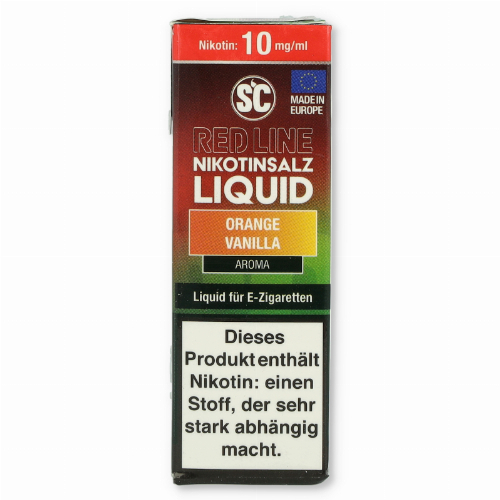 Nikotin: 10 mg/ml
SC
MADE IN
EUROPE
RED LINE
NIKOTINSALZ
LIQUID
ORANGE
VANILLA
AROMA
Liquid für E-Zigaretten
Dieses
Produkt enthält
Nikotin: einen
Stoff, der sehr
stark abhängig
macht.